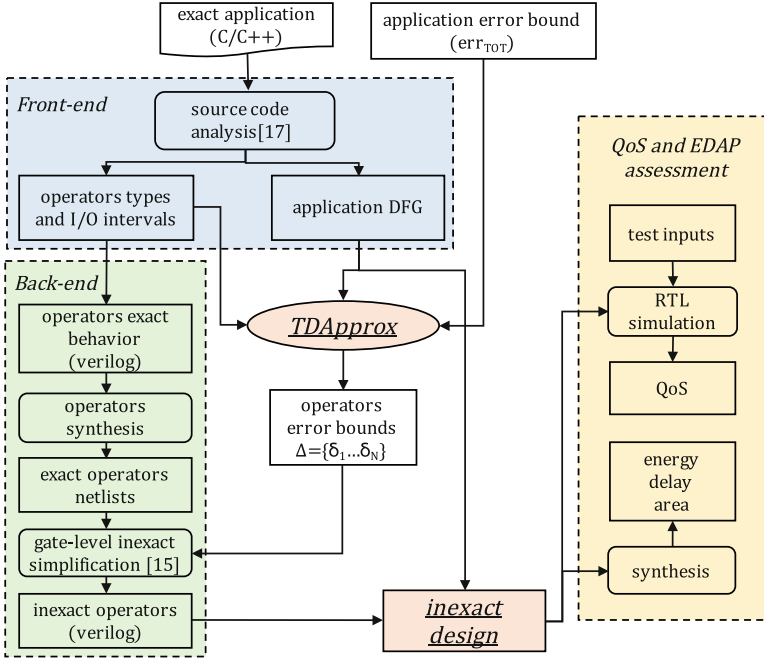 exact application
(C/C++)
application error bound
(errTOT)
Front-end
source code
analysis[17]
operators types
and I/O intervals
application DFG
Back-end
operators exact
behavior
(verilog)
operators
synthesis
exact operators
netlists
gate-level inexact
simplification [15]
inexact operators
(verilog)
TDApprox
operators
error bounds
Δ={δ1...δN}
inexact
design
QoS and EDAP
assessment
test inputs
RTL
simulation
QoS
energy
delay
area
synthesis